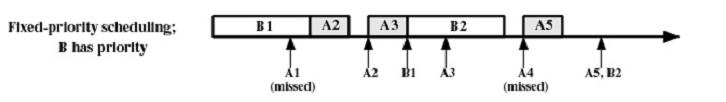 Fixed-priority scheduling;
B has priority
B1 A2 A3 B2 A5
A1 A2 B1 A3 A4 A5, B2
(missed) (missed)